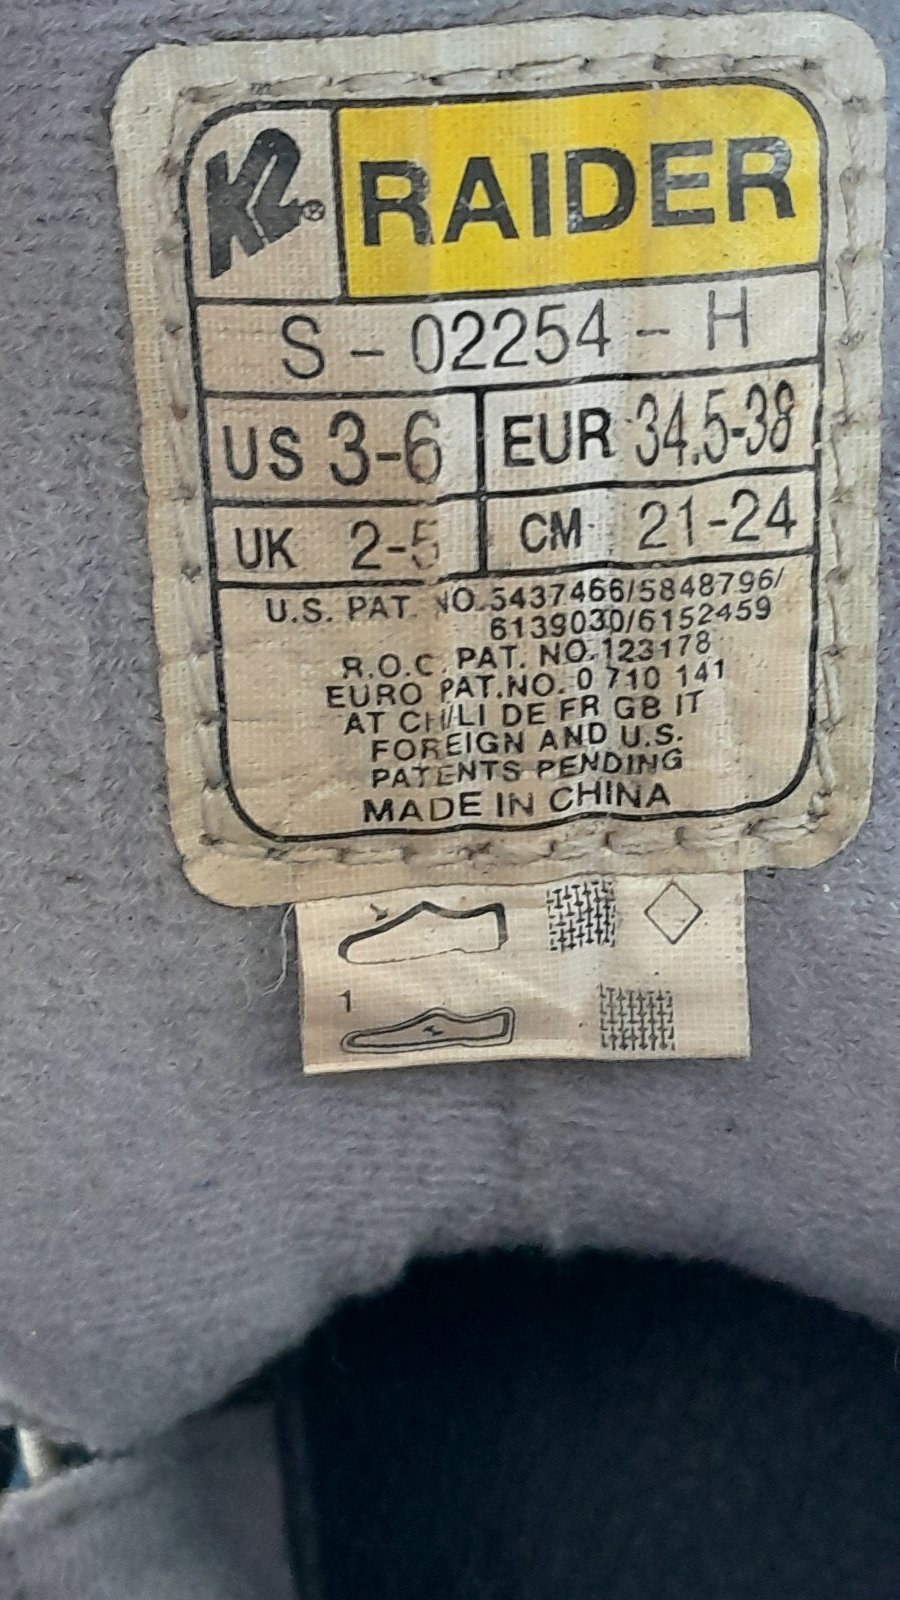 K2® RAIDER
S - 02254 - H
US 3-6 EUR 34.5-38
UK 2-5 CM 21-24
U.S. PAT. NO. 5437466/5848796/
6139030/6152459
R.O.C. PAT. NO. 123178
EURO PAT.NO. 0 710 141
AT CH/LI DE FR GB IT
FOREIGN AND U.S.
PATENTS PENDING
MADE IN CHINA
1